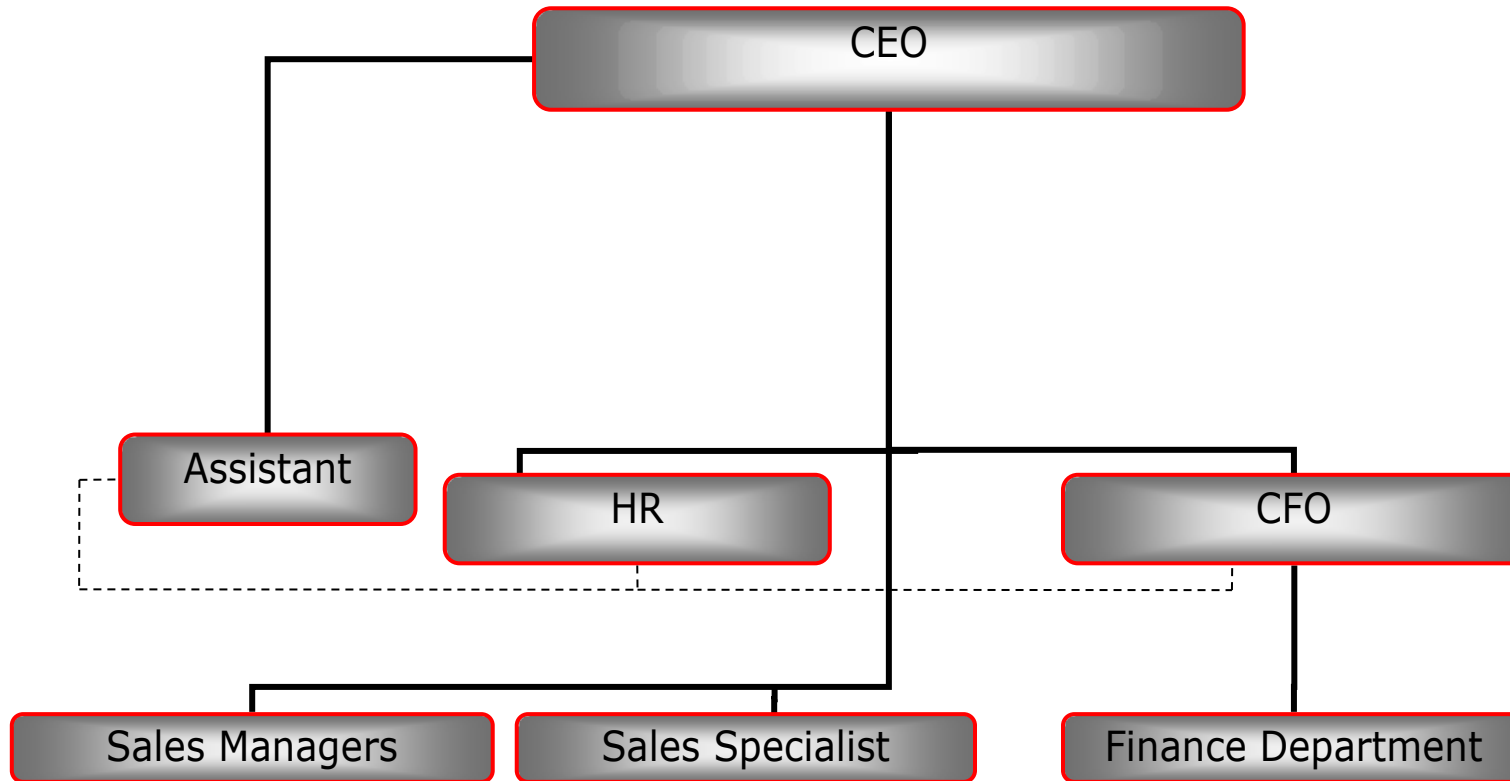 CEO
Assistant
HR
CFO
Sales Managers
Sales Specialist
Finance Department